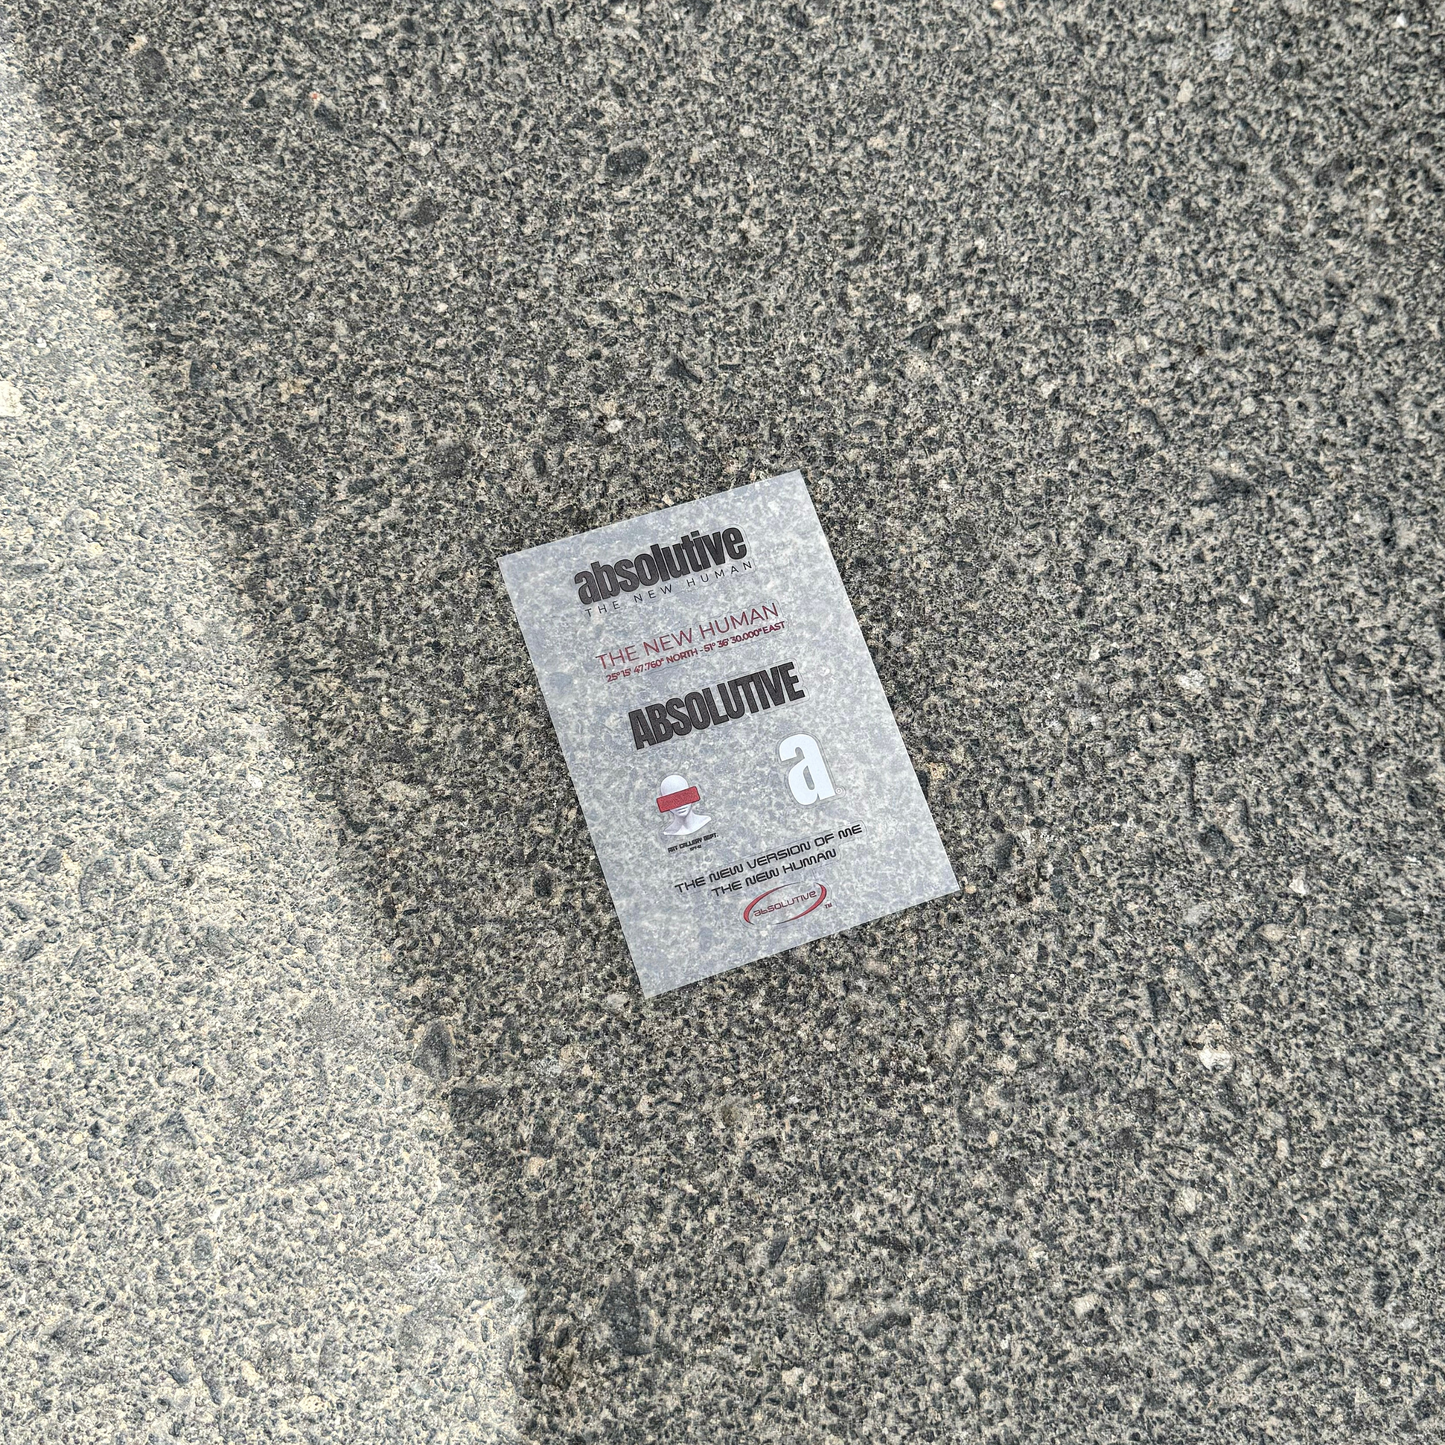 absolutive
THE NEW HUMAN
THE NEW HUMAN
25° 15' 47.760" NORTH - 51° 36' 30.000" EAST
ABSOLUTIVE
a
THE NEW VERSION OF ME
THE NEW HUMAN
absolutive
TM